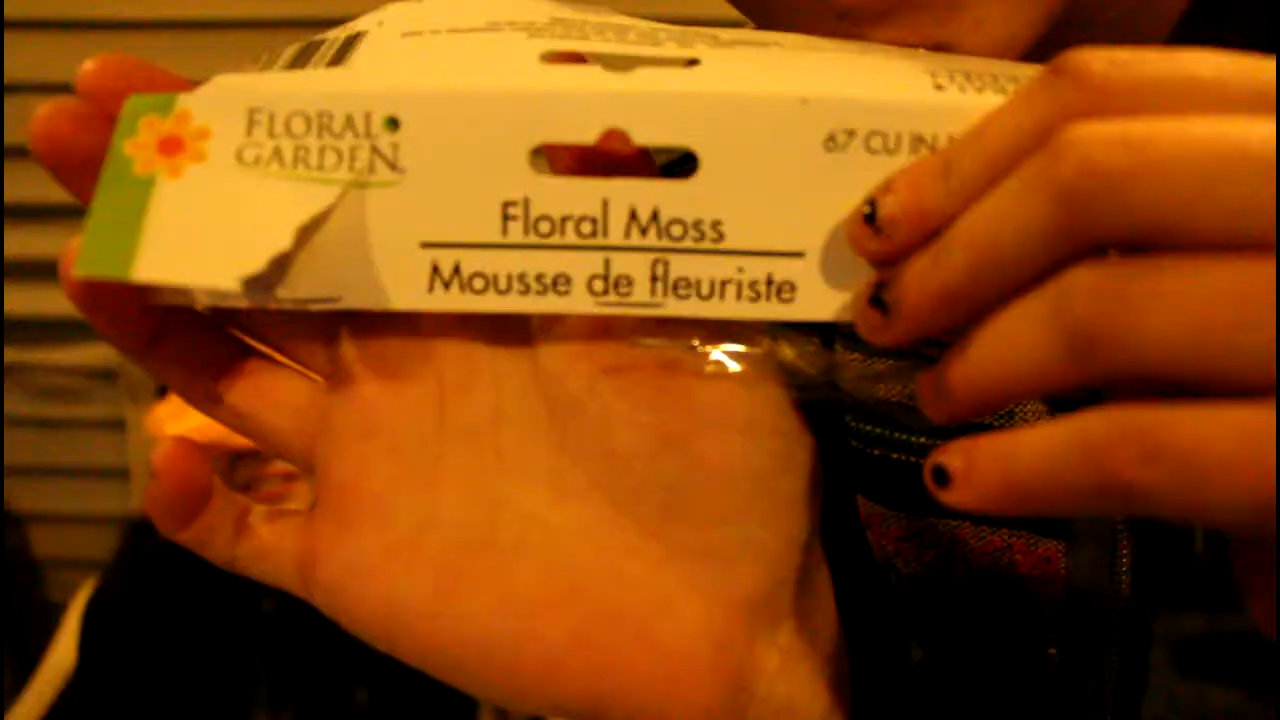 FLORAL
GARDEN
67 CU IN
Floral Moss
Mousse de fleuriste